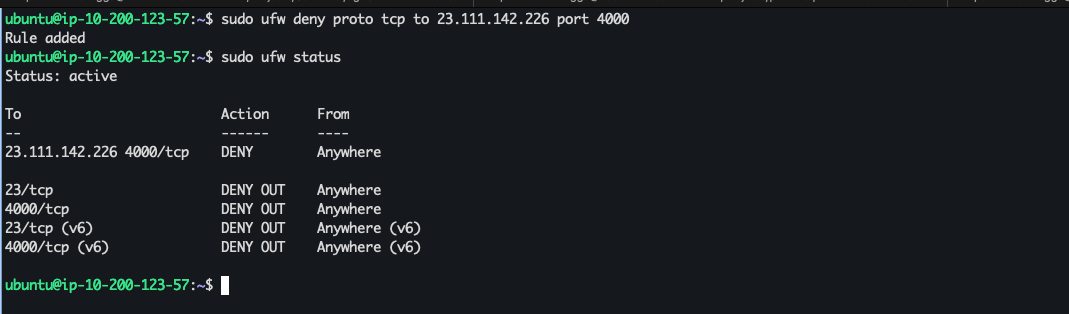 ubuntu@ip-10-200-123-57:~$ sudo ufw deny proto tcp to 23.111.142.226 port 4000
Rule added
ubuntu@ip-10-200-123-57:~$ sudo ufw status
Status: active
To                         Action      From
--                         ------      ----
23.111.142.226 4000/tcp    DENY        Anywhere
23/tcp                     DENY OUT    Anywhere
4000/tcp                   DENY OUT    Anywhere
23/tcp (v6)                DENY OUT    Anywhere (v6)
4000/tcp (v6)              DENY OUT    Anywhere (v6)
ubuntu@ip-10-200-123-57:~$